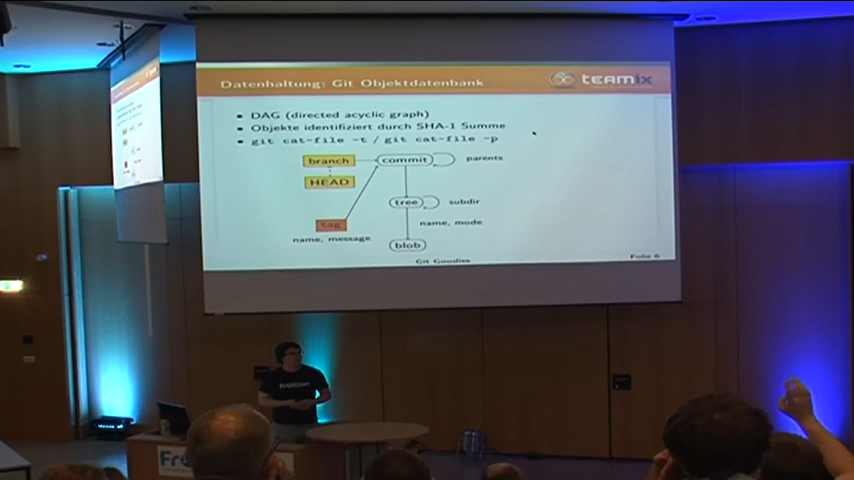 Datenhaltung: Git Objektdatenbank
teamix
DAG (directed acyclic graph)
Objekte identifiziert durch SHA-1 Summe
git cat-file -t / git cat-file -p
branch
commit
parents
HEAD
tree
subdir
tag
name, mode
name, message
blob
Git Goodies
Folie 6
FrOSCon